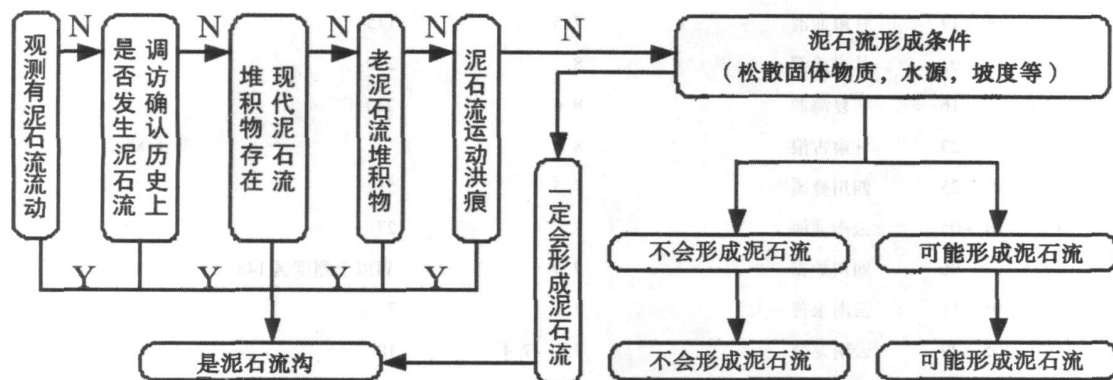 N
N
N
N
N
观测有泥石流流动
调访确认历史上
是否发生泥石流
现代泥石流
堆积物存在
老泥石流堆积物
泥石流运动洪痕
泥石流形成条件
（松散固体物质，水源，坡度等）
一定会形成泥石流
不会形成泥石流
可能形成泥石流
Y
Y
Y
Y
是泥石流沟
不会形成泥石流
可能形成泥石流